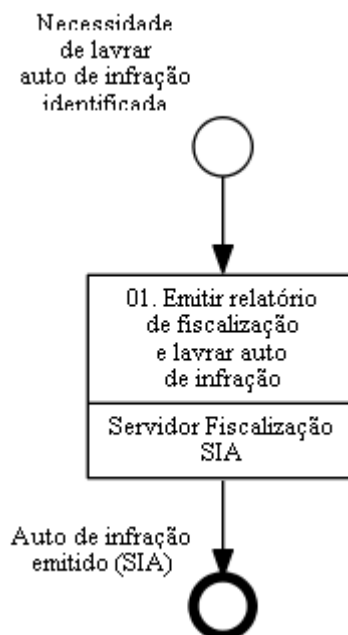 Necessidade
de lavrar
auto de infração
identificada
01. Emitir relatório
de fiscalização
e lavrar auto
de infração
Servidor Fiscalização
SIA
Auto de infração
emitido (SIA)